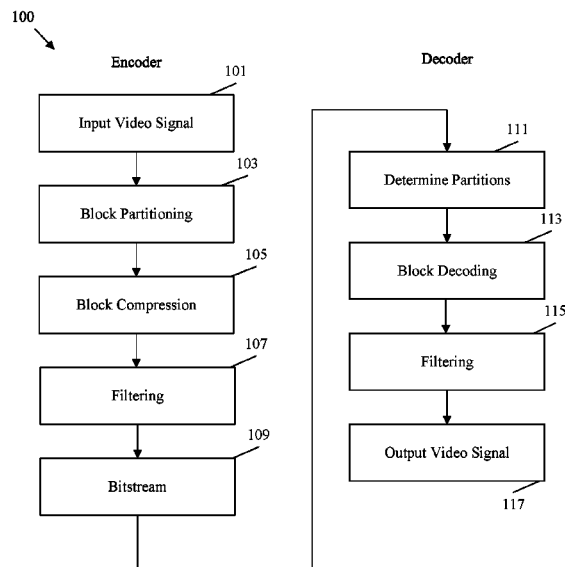 100
Encoder
101
Input Video Signal
103
Block Partitioning
105
Block Compression
107
Filtering
109
Bitstream
Decoder
111
Determine Partitions
113
Block Decoding
115
Filtering
Output Video Signal
117